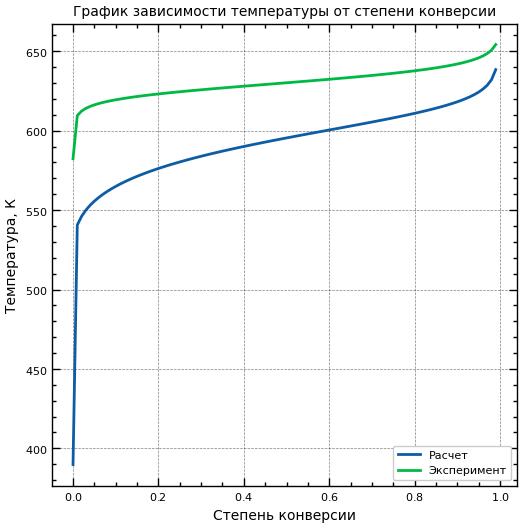 График зависимости температуры от степени конверсии
650
600
550
500
450
400
Температура, К
0.0 0.2 0.4 0.6 0.8 1.0
Степень конверсии
Расчет
Эксперимент